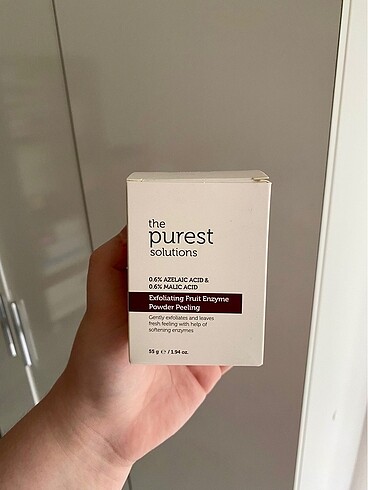 the
purest
solutions
0.6% AZELAIC ACID &
0.6% MALIC ACID
Exfoliating Fruit Enzyme
Powder Peeling
Gently exfoliates and leaves
fresh feeling with help of
softening enzymes
55 g ℮ / 1.94 oz.